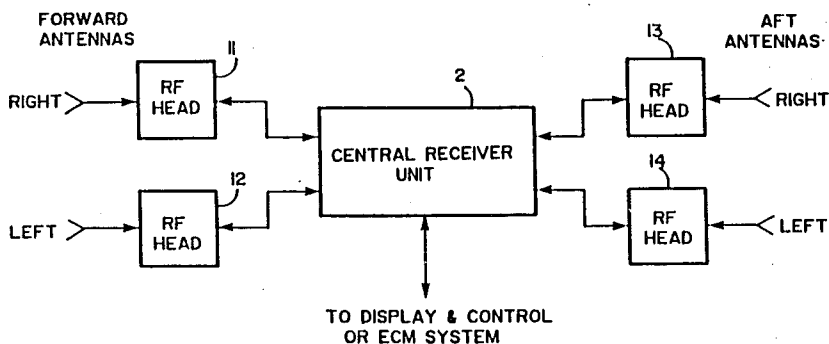 FORWARD
ANTENNAS
AFT
ANTENNAS
11
13
RIGHT
RF
HEAD
2
RF
HEAD
RIGHT
CENTRAL RECEIVER
UNIT
12
14
LEFT
RF
HEAD
RF
HEAD
LEFT
TO DISPLAY & CONTROL
OR ECM SYSTEM